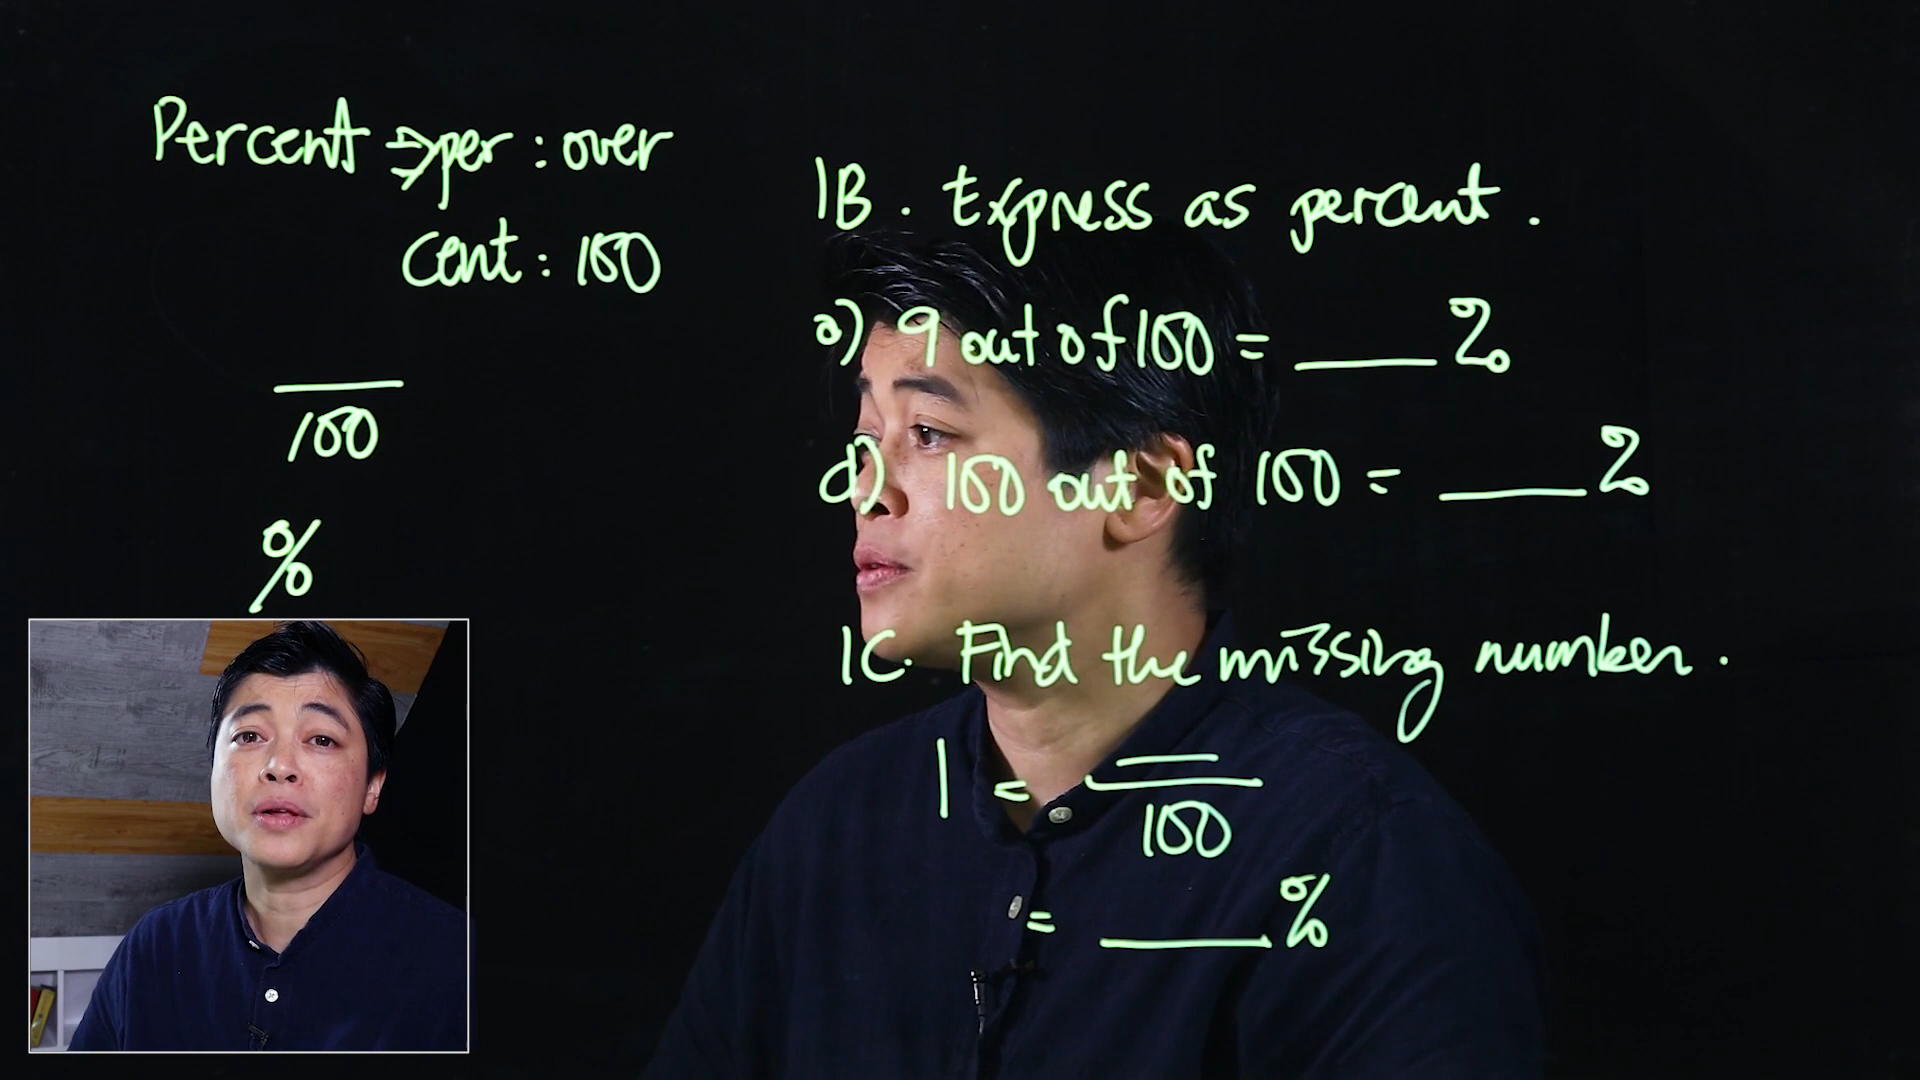 Percent ⇒ per : over
cent : 100
―
100
%
1B. Express as percent.
a) 9 out of 100 = ___ %
d) 100 out of 100 = ___ %
1C. Find the missing number.
1 = __/100
= ___ %